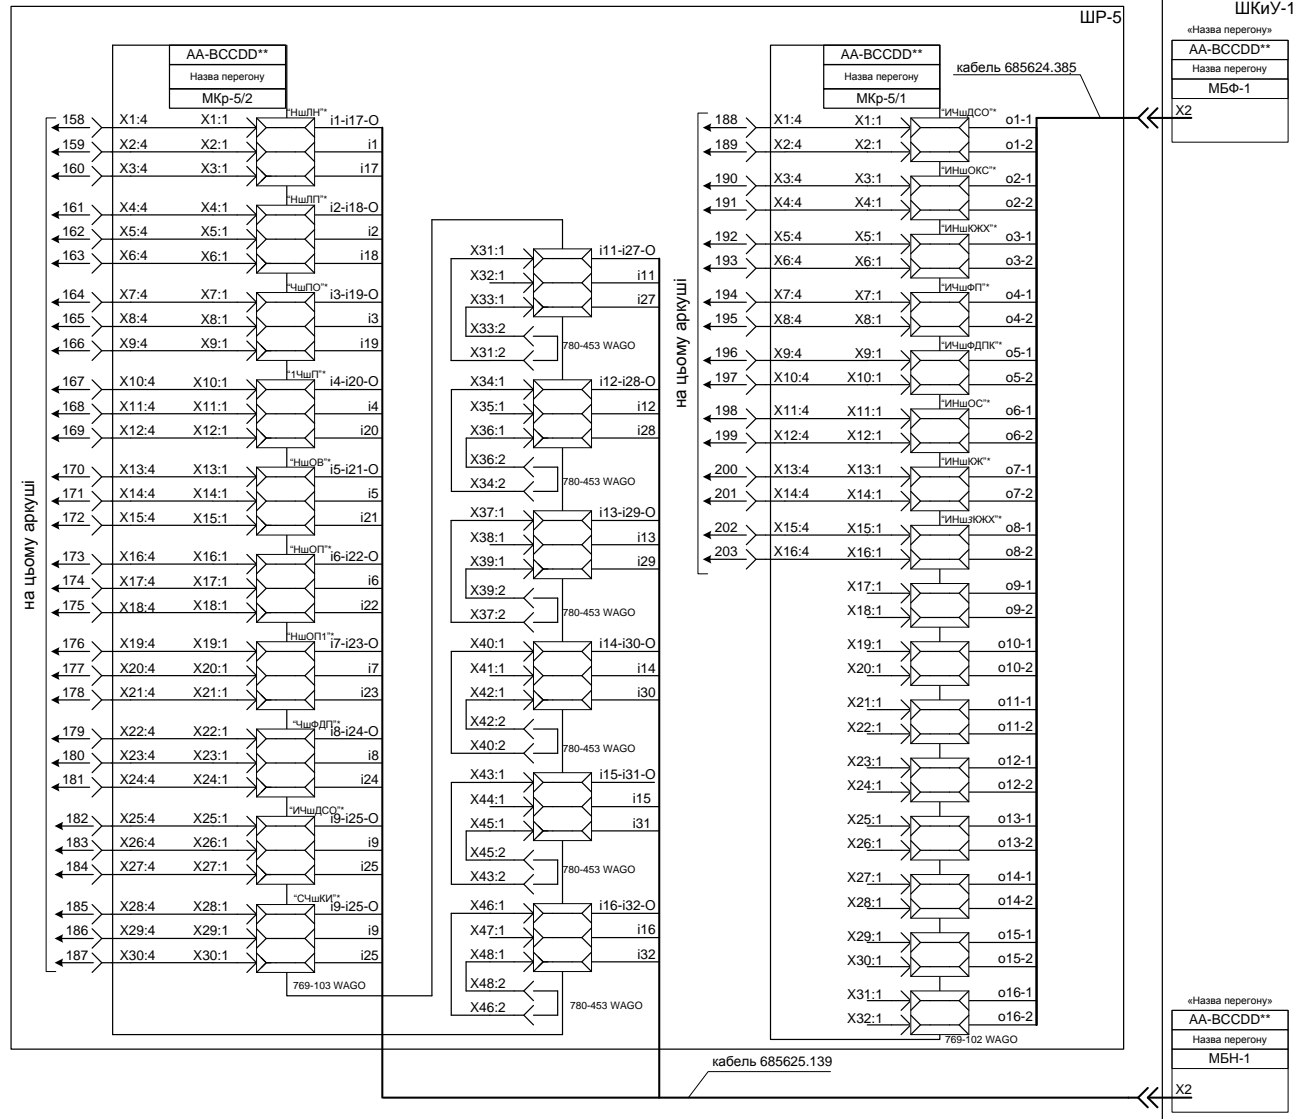 ШР-5
ШКиУ-1
«Назва перегону»
AA-BCCDD**
Назва перегону
МБФ-1
X2
кабель 685624.385
AA-BCCDD**
Назва перегону
МКр-5/2
на цьому аркуші
"НшЛН"*
158 X1:4 X1:1 i1-i17-O
159 X2:4 X2:1 i1
160 X3:4 X3:1 i17
"НшЛП"*
161 X4:4 X4:1 i2-i18-O
162 X5:4 X5:1 i2
163 X6:4 X6:1 i18
"ЧшПО"*
164 X7:4 X7:1 i3-i19-O
165 X8:4 X8:1 i3
166 X9:4 X9:1 i19
"1ЧшП"*
167 X10:4 X10:1 i4-i20-O
168 X11:4 X11:1 i4
169 X12:4 X12:1 i20
"НшОВ"*
170 X13:4 X13:1 i5-i21-O
171 X14:4 X14:1 i5
172 X15:4 X15:1 i21
"НшОП"*
173 X16:4 X16:1 i6-i22-O
174 X17:4 X17:1 i6
175 X18:4 X18:1 i22
"НшОП1"*
176 X19:4 X19:1 i7-i23-O
177 X20:4 X20:1 i7
178 X21:4 X21:1 i23
"ЧшФДП"*
179 X22:4 X22:1 i8-i24-O
180 X23:4 X23:1 i8
181 X24:4 X24:1 i24
"ИЧшДСО"*
182 X25:4 X25:1 i9-i25-O
183 X26:4 X26:1 i9
184 X27:4 X27:1 i25
"СЧшКИ"*
185 X28:4 X28:1 i9-i25-O
186 X29:4 X29:1 i9
187 X30:4 X30:1 i25
769-103 WAGO
X31:1 i11-i27-O
X32:1 i11
X33:1 i27
X33:2
X31:2
780-453 WAGO
X34:1 i12-i28-O
X35:1 i12
X36:1 i28
X36:2
X34:2
780-453 WAGO
X37:1 i13-i29-O
X38:1 i13
X39:1 i29
X39:2
X37:2
780-453 WAGO
X40:1 i14-i30-O
X41:1 i14
X42:1 i30
X42:2
X40:2
780-453 WAGO
X43:1 i15-i31-O
X44:1 i15
X45:1 i31
X45:2
X43:2
780-453 WAGO
X46:1 i16-i32-O
X47:1 i16
X48:1 i32
X48:2
X46:2
780-453 WAGO
AA-BCCDD**
Назва перегону
МКр-5/1
на цьому аркуші
"ИЧшДСО"*
188 X1:4 X1:1 o1-1
189 X2:4 X2:1 o1-2
"ИНшОКС"*
190 X3:4 X3:1 o2-1
191 X4:4 X4:1 o2-2
"ИНшКЖХ"*
192 X5:4 X5:1 o3-1
193 X6:4 X6:1 o3-2
"ИЧшФП"*
194 X7:4 X7:1 o4-1
195 X8:4 X8:1 o4-2
"ИЧшФДПК"*
196 X9:4 X9:1 o5-1
197 X10:4 X10:1 o5-2
"ИНшОС"*
198 X11:4 X11:1 o6-1
199 X12:4 X12:1 o6-2
"ИНшКЖ"*
200 X13:4 X13:1 o7-1
201 X14:4 X14:1 o7-2
"ИНшзКЖХ"*
202 X15:4 X15:1 o8-1
203 X16:4 X16:1 o8-2
X17:1 o9-1
X18:1 o9-2
X19:1 o10-1
X20:1 o10-2
X21:1 o11-1
X22:1 o11-2
X23:1 o12-1
X24:1 o12-2
X25:1 o13-1
X26:1 o13-2
X27:1 o14-1
X28:1 o14-2
X29:1 o15-1
X30:1 o15-2
X31:1 o16-1
X32:1 o16-2
769-102 WAGO
кабель 685625.139
«Назва перегону»
AA-BCCDD**
Назва перегону
МБН-1
X2